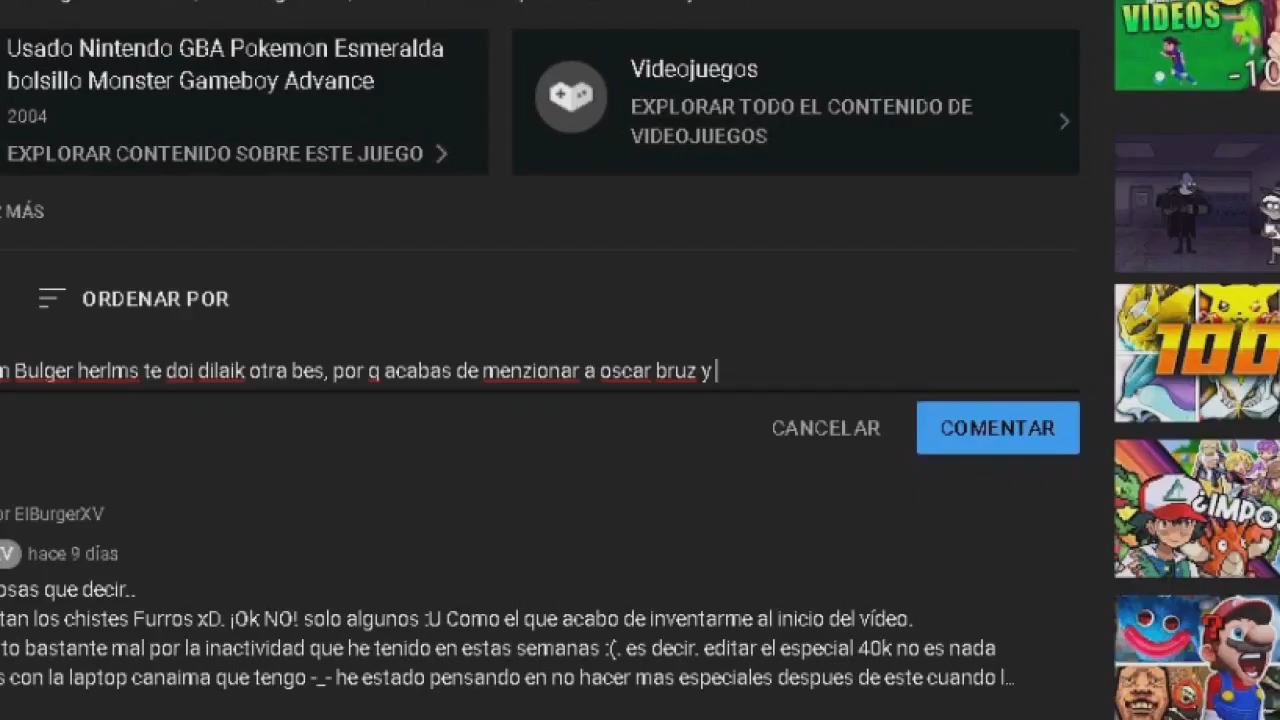 Usado Nintendo GBA Pokemon Esmeralda
bolsillo Monster Gameboy Advance
2004
EXPLORAR CONTENIDO SOBRE ESTE JUEGO
Videojuegos
EXPLORAR TODO EL CONTENIDO DE
VIDEOJUEGOS
MÁS
ORDENAR POR
Bulger herlms te doi dilaik otra bes, por q acabas de menzionar a oscar bruz y
CANCELAR
COMENTAR
ElBurgerXV
hace 9 días
que decir..
los chistes Furros xD. ¡Ok NO! solo algunos :U Como el que acabo de inventarme al inicio del vídeo.
bastante mal por la inactividad que he tenido en estas semanas :(. es decir. editar el especial 40k no es nada
con la laptop canaima que tengo -_- he estado pensando en no hacer mas especiales despues de este cuando l...
VIDEOS
-10
100
¿IMPO